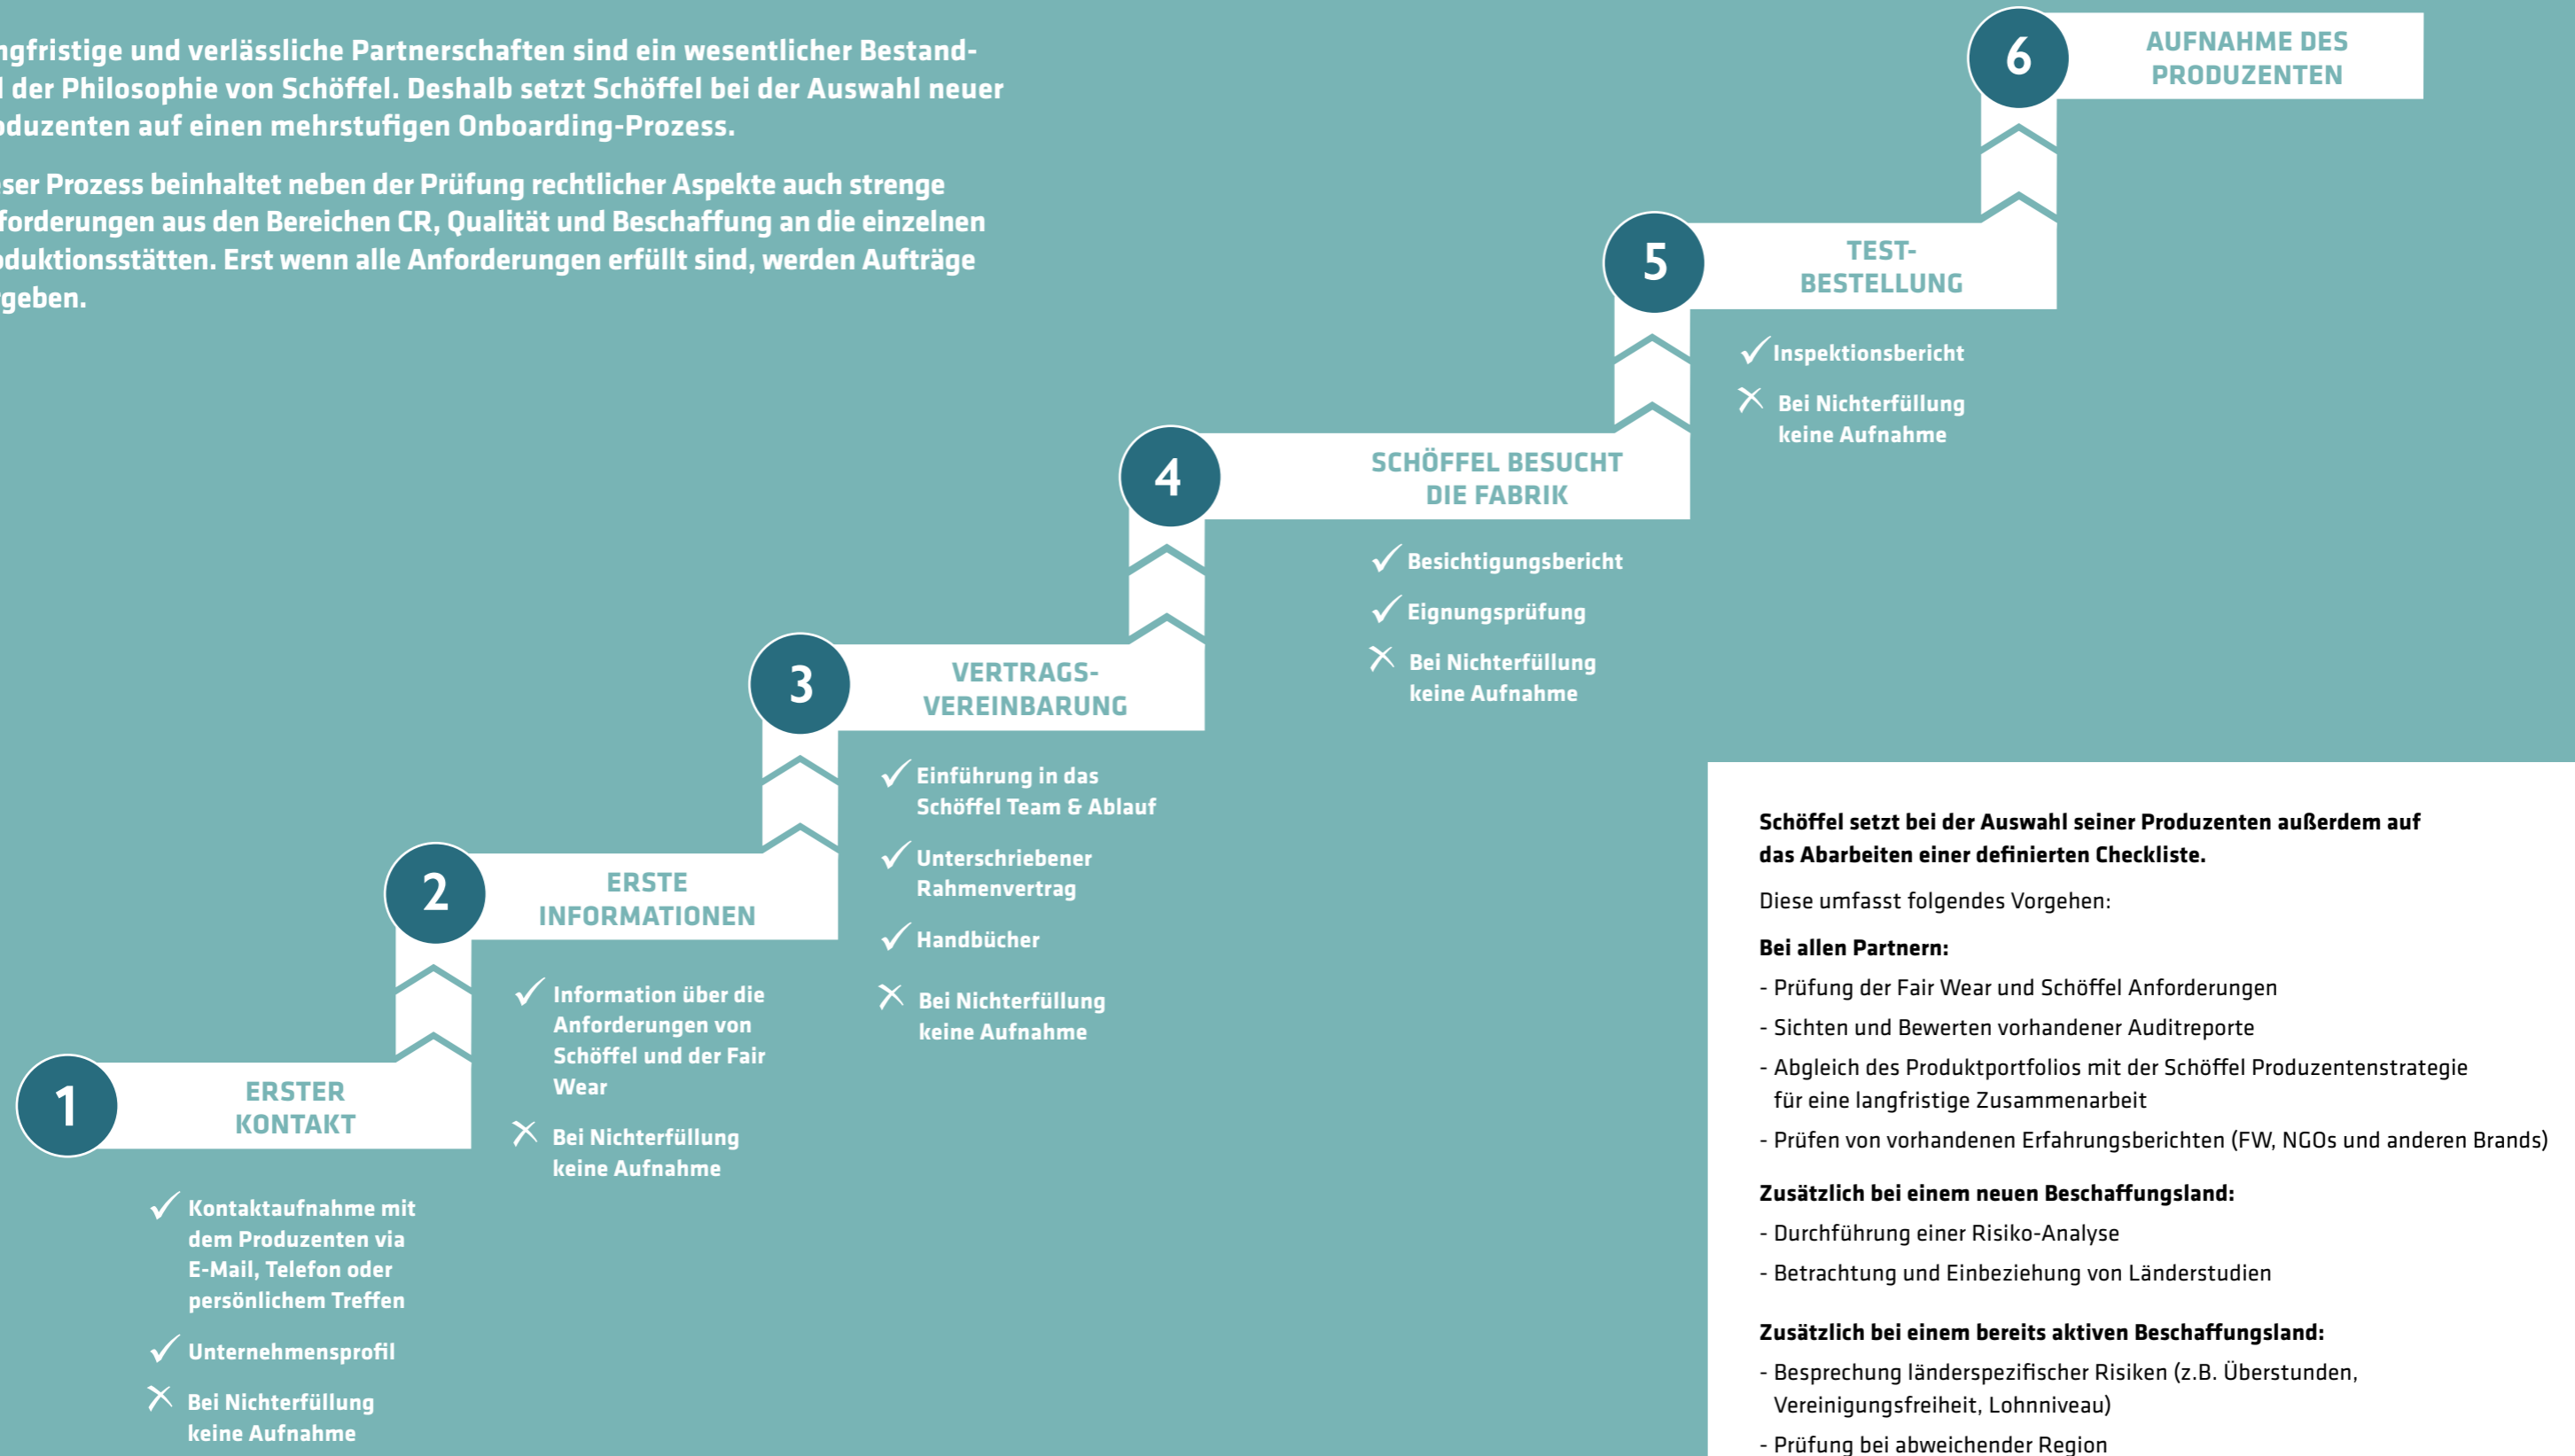 ngfristige und verlässliche Partnerschaften sind ein wesentlicher Bestand-
l der Philosophie von Schöffel. Deshalb setzt Schöffel bei der Auswahl neuer
oduzenten auf einen mehrstufigen Onboarding-Prozess.
eser Prozess beinhaltet neben der Prüfung rechtlicher Aspekte auch strenge
forderungen aus den Bereichen CR, Qualität und Beschaffung an die einzelnen
oduktionsstätten. Erst wenn alle Anforderungen erfüllt sind, werden Aufträge
rgeben.
1
ERSTER
KONTAKT
Kontaktaufnahme mit
dem Produzenten via
E-Mail, Telefon oder
persönlichem Treffen
Unternehmensprofil
Bei Nichterfüllung
keine Aufnahme
2
ERSTE
INFORMATIONEN
Information über die
Anforderungen von
Schöffel und der Fair
Wear
Bei Nichterfüllung
keine Aufnahme
3
VERTRAGS-
VEREINBARUNG
Einführung in das
Schöffel Team & Ablauf
Unterschriebener
Rahmenvertrag
Handbücher
Bei Nichterfüllung
keine Aufnahme
4
SCHÖFFEL BESUCHT
DIE FABRIK
Besichtigungsbericht
Eignungsprüfung
Bei Nichterfüllung
keine Aufnahme
5
TEST-
BESTELLUNG
Inspektionsbericht
Bei Nichterfüllung
keine Aufnahme
6
AUFNAHME DES
PRODUZENTEN
Schöffel setzt bei der Auswahl seiner Produzenten außerdem auf
das Abarbeiten einer definierten Checkliste.
Diese umfasst folgendes Vorgehen:
Bei allen Partnern:
- Prüfung der Fair Wear und Schöffel Anforderungen
- Sichten und Bewerten vorhandener Auditreporte
- Abgleich des Produktportfolios mit der Schöffel Produzentenstrategie
für eine langfristige Zusammenarbeit
- Prüfen von vorhandenen Erfahrungsberichten (FW, NGOs und anderen Brands)
Zusätzlich bei einem neuen Beschaffungsland:
- Durchführung einer Risiko-Analyse
- Betrachtung und Einbeziehung von Länderstudien
Zusätzlich bei einem bereits aktiven Beschaffungsland:
- Besprechung länderspezifischer Risiken (z.B. Überstunden,
Vereinigungsfreiheit, Lohnniveau)
- Prüfung bei abweichender Region